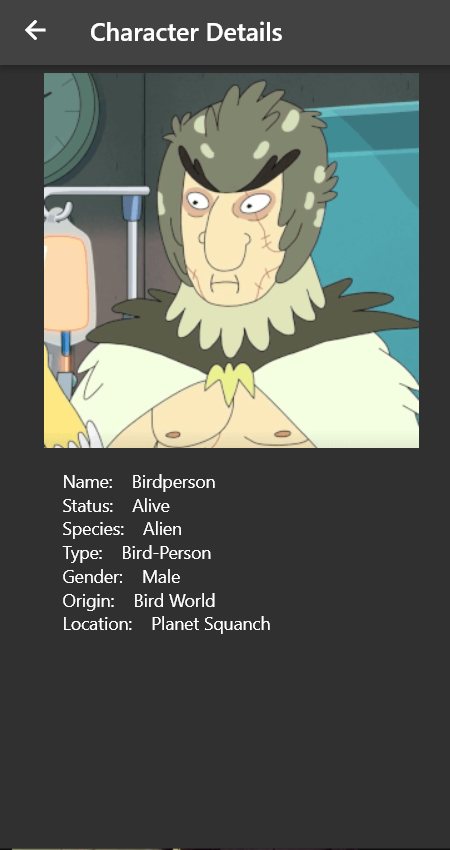 Character Details
Name: Birdperson
Status: Alive
Species: Alien
Type: Bird-Person
Gender: Male
Origin: Bird World
Location: Planet Squanch